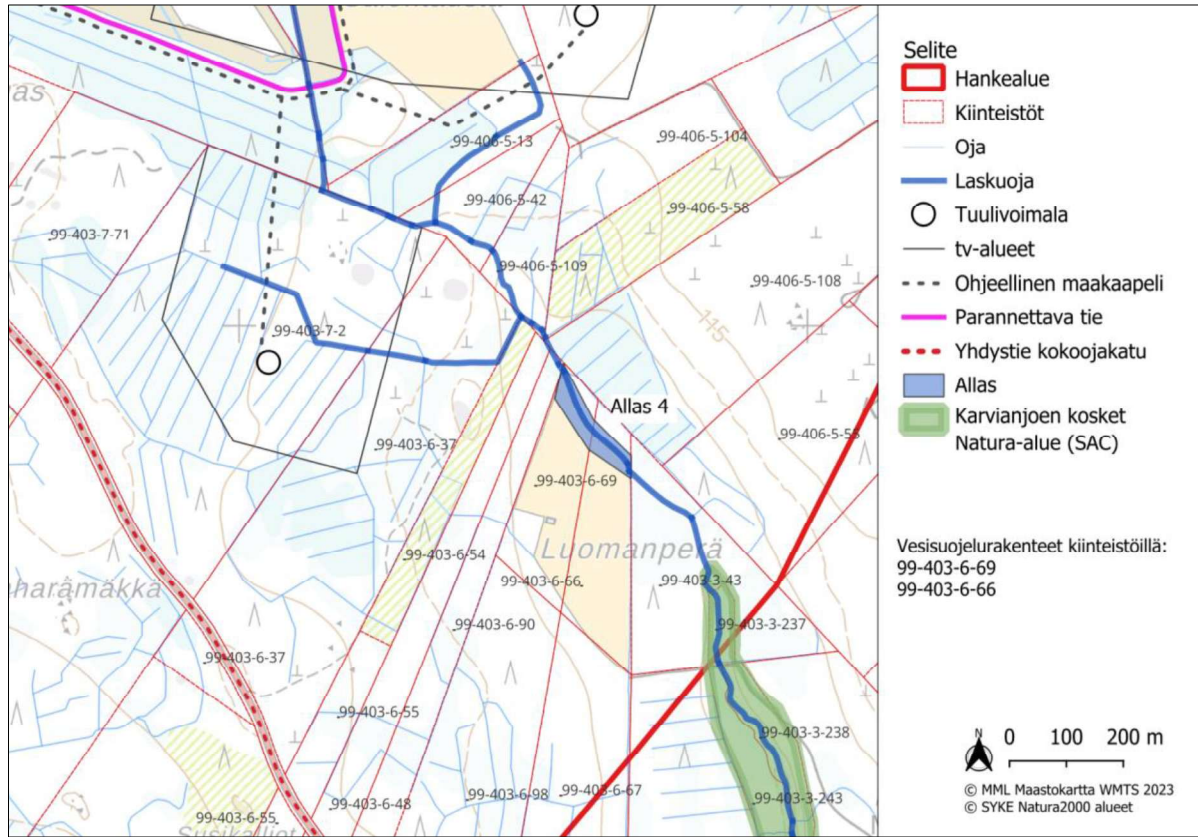 99-406-5-13
99-406-5-104
99-406-5-42
99-406-5-58
99-403-7-71
99-406-5-109
99-406-5-108
115
99-403-7-2
Allas 4
99-403-6-37
99-406-5-55
99-403-6-69
Luomanperä
99-403-6-54
99-403-6-66
99-403-3-43
harämäkkä
99-403-6-90
99-403-3-237
99-403-6-37
99-403-6-55
99-403-3-238
99-403-6-48
99-403-6-98
99-403-6-67
99-403-3-243
99-403-6-55
Susikalliot
Selite
Hankealue
Kiinteistöt
Oja
Laskuoja
Tuulivoimala
tv-alueet
Ohjeellinen maakaapeli
Parannettava tie
Yhdystie kokoojakatu
Allas
Karvianjoen kosket
Natura-alue (SAC)
Vesisuojelurakenteet kiinteistöillä:
99-403-6-69
99-403-6-66
N
0 100 200 m
© MML Maastokartta WMTS 2023
© SYKE Natura2000 alueet